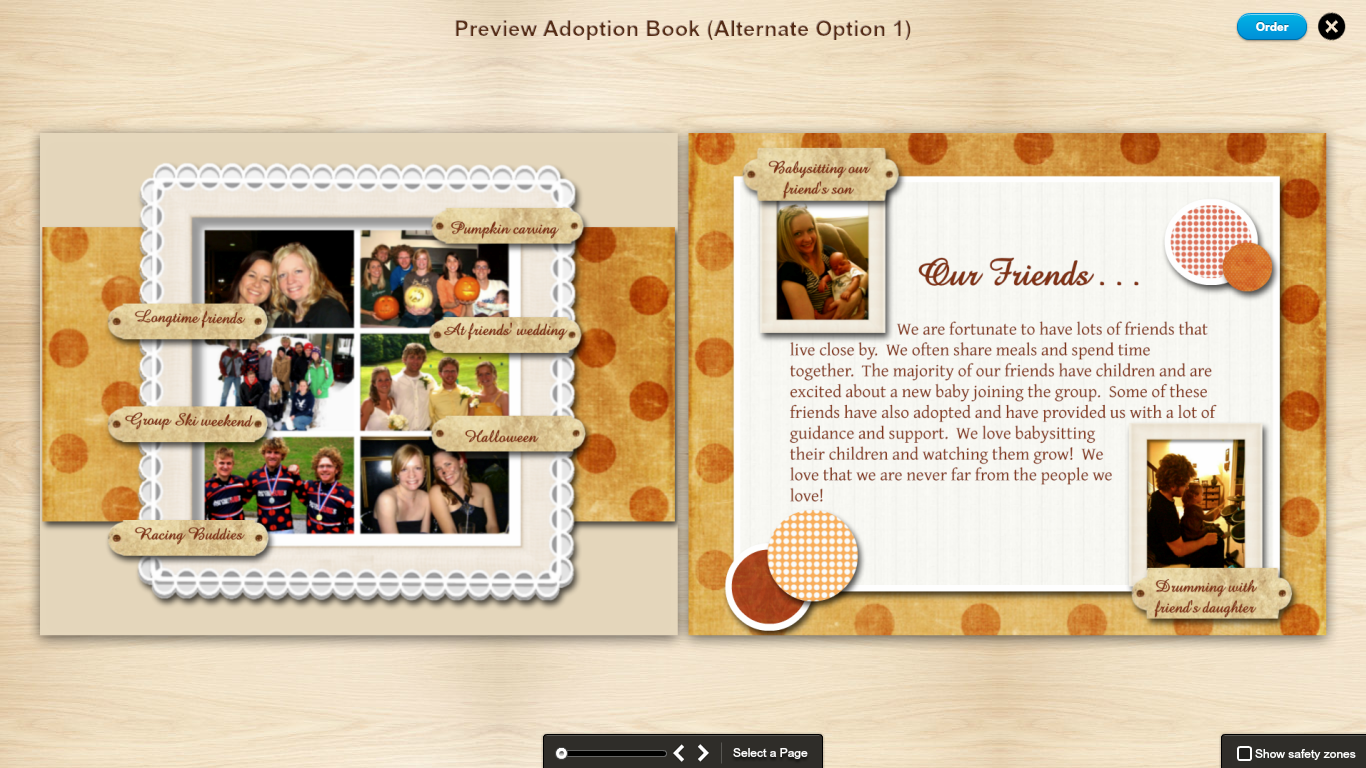 Preview Adoption Book (Alternate Option 1)
Order
Pumpkin carving
Longtime friends
At friends' wedding
Group Ski weekend
Halloween
Racing Buddies
Babysitting our
friend's son
Our Friends . . .
We are fortunate to have lots of friends that
live close by. We often share meals and spend time
together. The majority of our friends have children and are
excited about a new baby joining the group. Some of these
friends have also adopted and have provided us with a lot of
guidance and support. We love babysitting
their children and watching them grow! We
love that we are never far from the people we
love!
Drumming with
friend's daughter
Select a Page
Show safety zones